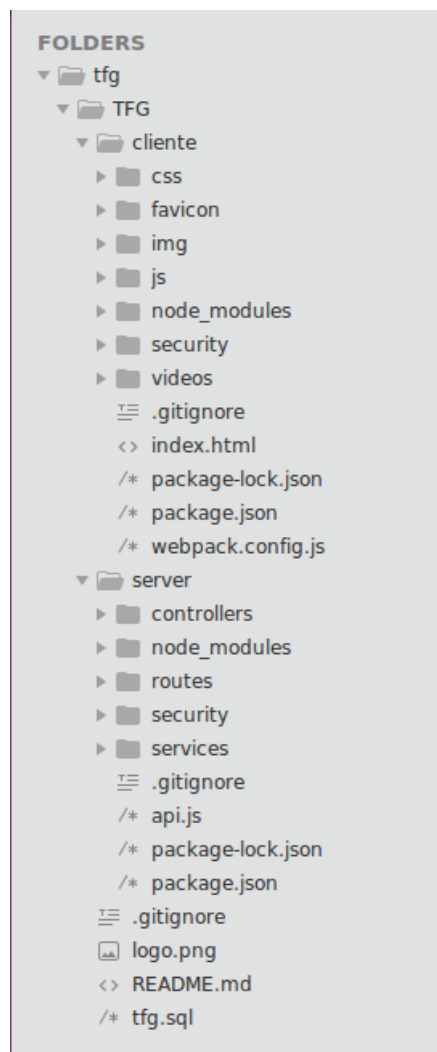 FOLDERS
tfg
TFG
cliente
css
favicon
img
js
node_modules
security
videos
.gitignore
<> index.html
/* package-lock.json
/* package.json
/* webpack.config.js
server
controllers
node_modules
routes
security
services
.gitignore
/* api.js
/* package-lock.json
/* package.json
.gitignore
logo.png
<> README.md
/* tfg.sql